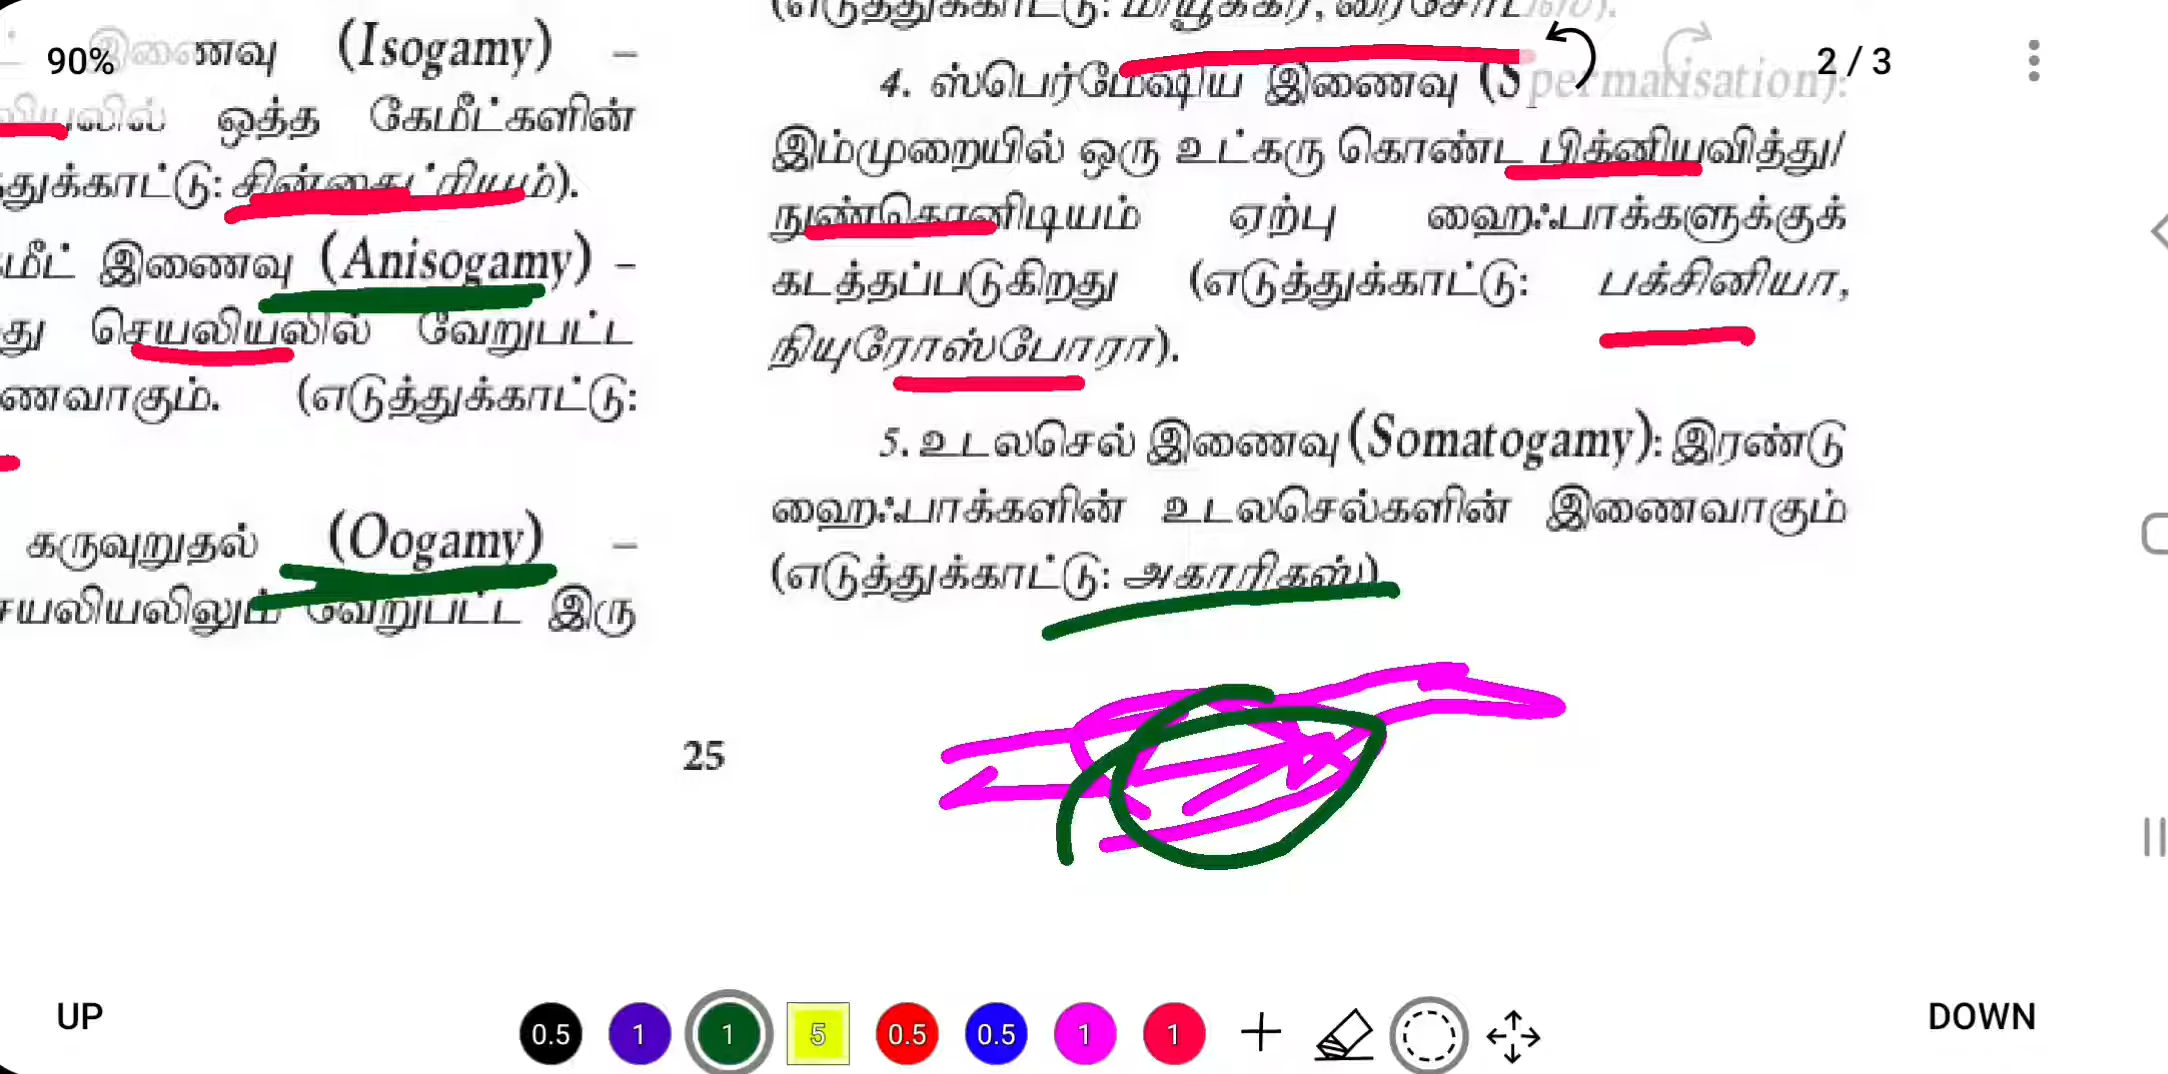 90%
இணைவு (Isogamy) –
ஒத்த கேமீட்களின்
சின்கைட்ரியம்).
இணைவு (Anisogamy) –
செயலியலில் வேறுபட்ட
(எடுத்துக்காட்டு:
கருவுறுதல் (Oogamy) –
வேறுபட்ட இரு
4. ஸ்பெர்மேஷிய இணைவு (Spermatisation):
இம்முறையில் ஒரு உட்கரு கொண்ட பிக்னியவித்து/
நுண்கொனிடியம் ஏற்பு ஹைஃபாக்களுக்குக்
கடத்தப்படுகிறது (எடுத்துக்காட்டு: பக்சினியா,
நியுரோஸ்போரா).
5. உடலசெல் இணைவு (Somatogamy): இரண்டு
ஹைஃபாக்களின் உடலசெல்களின் இணைவாகும்
(எடுத்துக்காட்டு: அகாரிகஸ்)
25
2 / 3
UP
0.5 1 1 5 0.5 0.5 1 1
DOWN